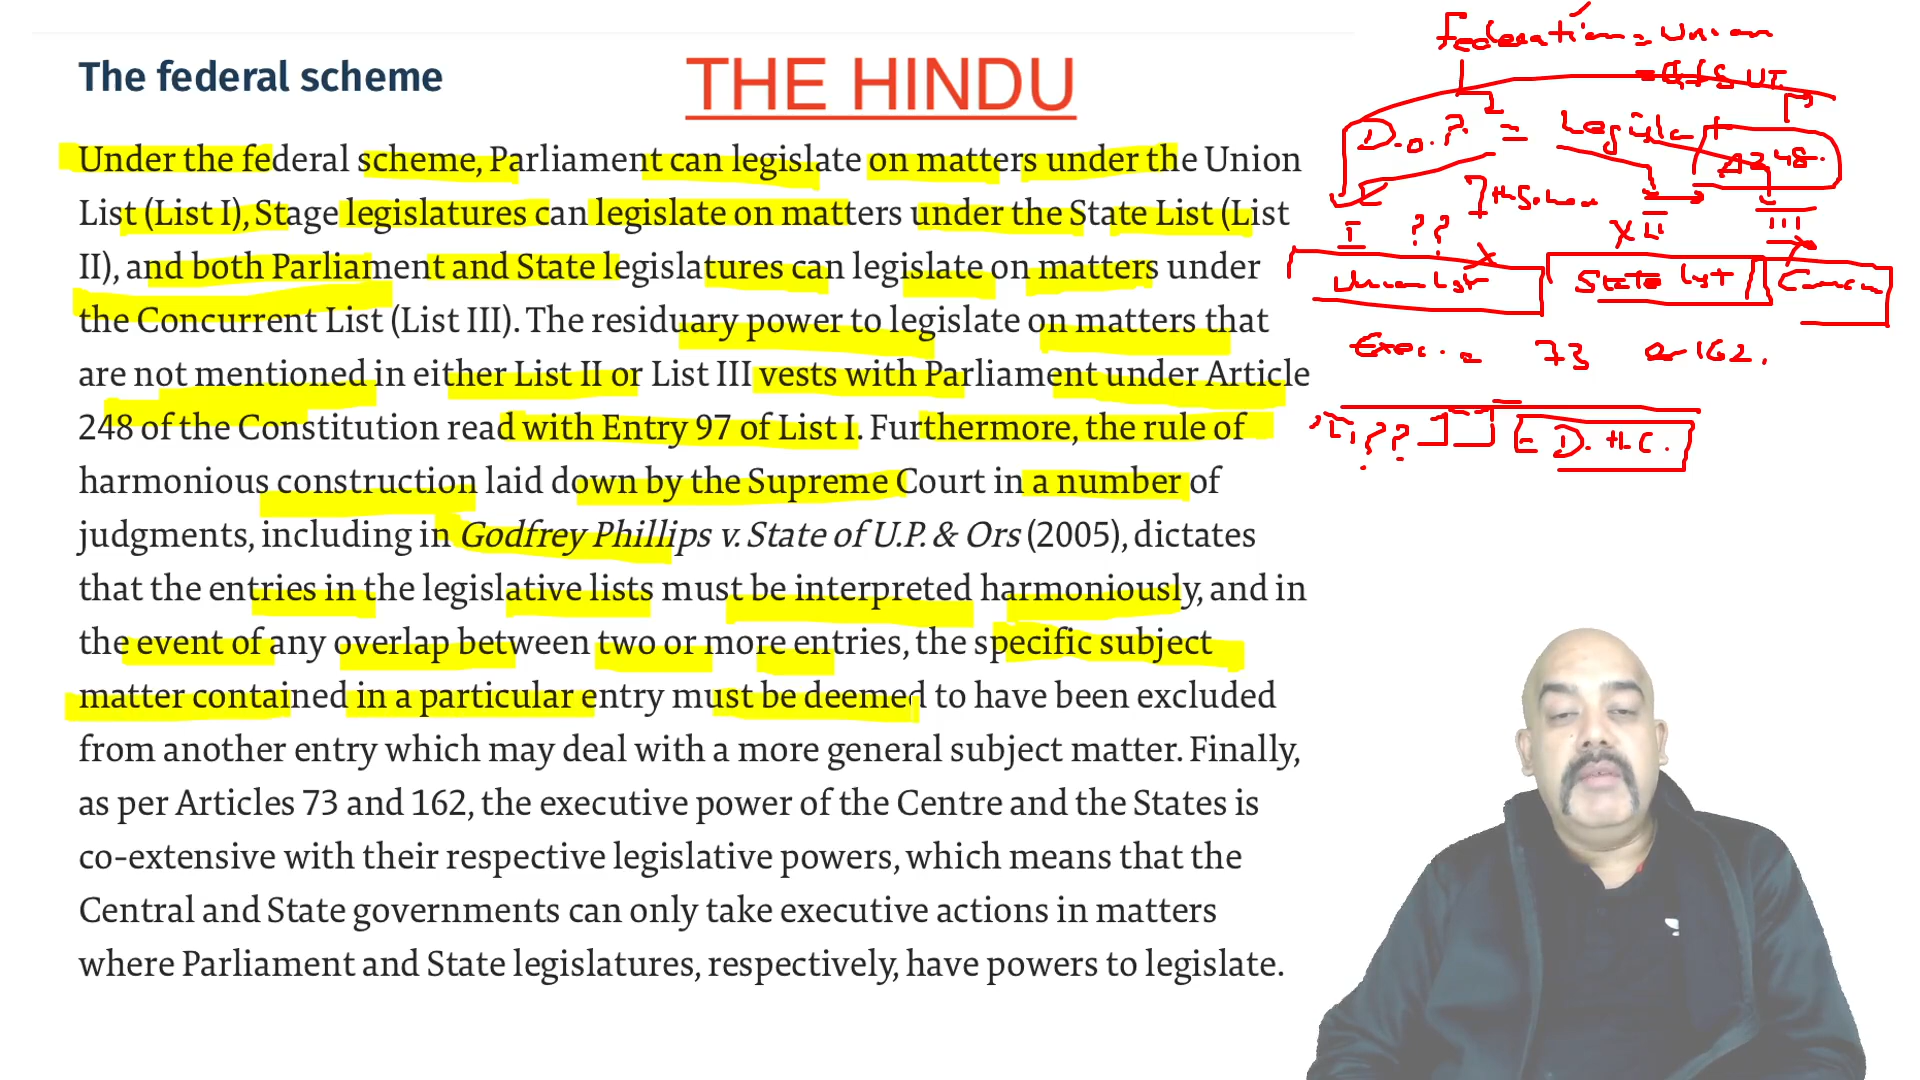 The federal scheme
THE HINDU
Under the federal scheme, Parliament can legislate on matters under the Union
List (List I), Stage legislatures can legislate on matters under the State List (List
II), and both Parliament and State legislatures can legislate on matters under
the Concurrent List (List III). The residuary power to legislate on matters that
are not mentioned in either List II or List III vests with Parliament under Article
248 of the Constitution read with Entry 97 of List I. Furthermore, the rule of
harmonious construction laid down by the Supreme Court in a number of
judgments, including in Godfrey Phillips v. State of U.P. & Ors (2005), dictates
that the entries in the legislative lists must be interpreted harmoniously, and in
the event of any overlap between two or more entries, the specific subject
matter contained in a particular entry must be deemed to have been excluded
from another entry which may deal with a more general subject matter. Finally,
as per Articles 73 and 162, the executive power of the Centre and the States is
co-extensive with their respective legislative powers, which means that the
Central and State governments can only take executive actions in matters
where Parliament and State legislatures, respectively, have powers to legislate.
Federation = Union
UT.
D.o.P. =
A248.
7th
I ?? X II III
Union List State List
Exec. = 73 162.
?? = D.H.C.